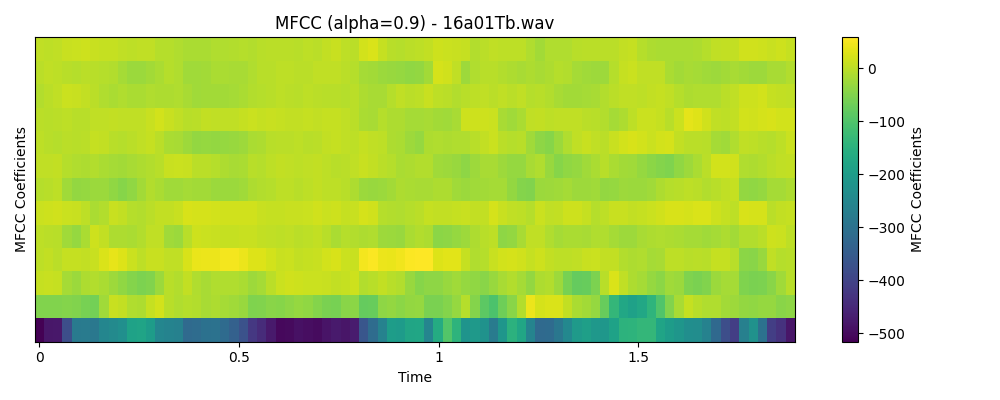 MFCC (alpha=0.9) - 16a01Tb.wav
MFCC Coefficients
0
0.5
1
1.5
Time
0
−100
−200
−300
−400
−500
MFCC Coefficients